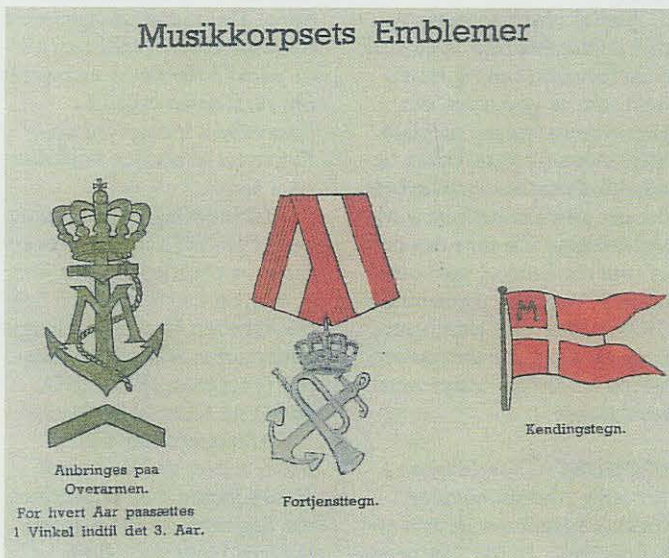 Musikkorpsets Emblemer
M
Anbringes paa
Overarmen.
For hvert Aar paasættes
1 Vinkel indtil det 3. Aar.
Fortjensttegn.
M
Kendingstegn.